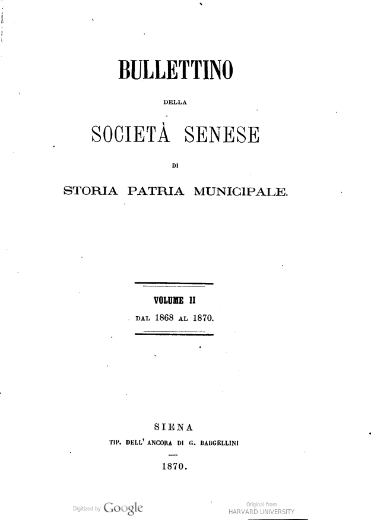 BULLETTINO
DELLA
SOCIETÀ SENESE
DI
STORIA PATRIA MUNICIPALE.
VOLUME II
DAL 1868 AL 1870.
SIENA
TIP. DELL' ANCORA DI G. BARGELLINI
1870.
Digitized by Google
Original from
HARVARD UNIVERSITY